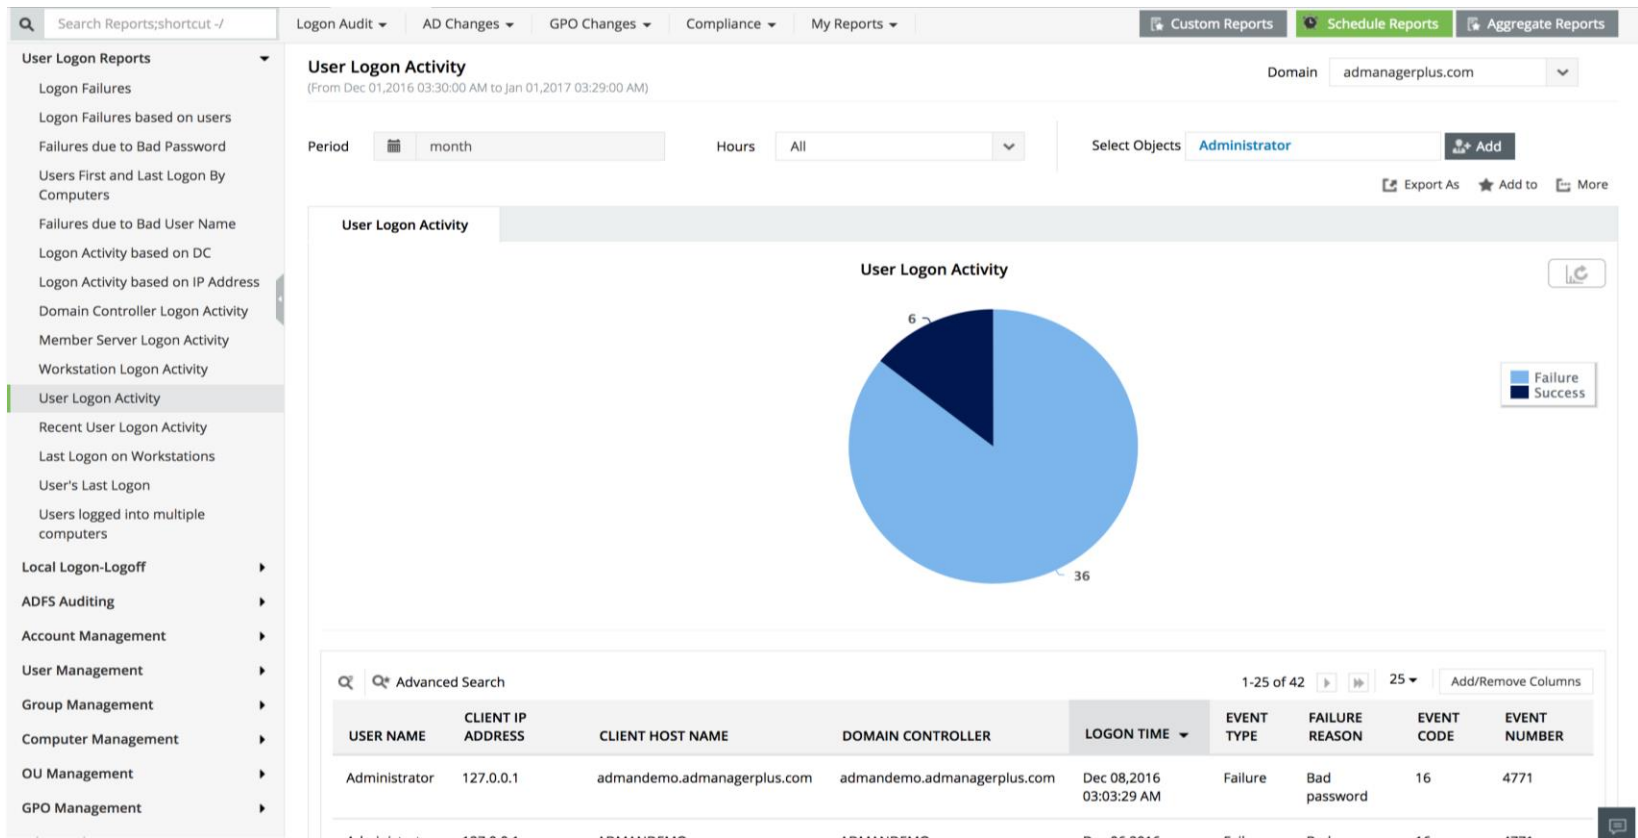 Search Reports;shortcut -/
Logon Audit
AD Changes
GPO Changes
Compliance
My Reports
Custom Reports
Schedule Reports
Aggregate Reports
User Logon Reports
Logon Failures
Logon Failures based on users
Failures due to Bad Password
Users First and Last Logon By
Computers
Failures due to Bad User Name
Logon Activity based on DC
Logon Activity based on IP Address
Domain Controller Logon Activity
Member Server Logon Activity
Workstation Logon Activity
User Logon Activity
Recent User Logon Activity
Last Logon on Workstations
User's Last Logon
Users logged into multiple
computers
Local Logon-Logoff
ADFS Auditing
Account Management
User Management
Group Management
Computer Management
OU Management
GPO Management
User Logon Activity
(From Dec 01,2016 03:30:00 AM to Jan 01,2017 03:29:00 AM)
Domain admanagerplus.com
Period month
Hours All
Select Objects Administrator
Add
Export As
Add to
More
User Logon Activity
User Logon Activity
6
36
Failure
Success
Advanced Search
1-25 of 42
25
Add/Remove Columns
USER NAME
CLIENT IP
ADDRESS
CLIENT HOST NAME
DOMAIN CONTROLLER
LOGON TIME
EVENT
TYPE
FAILURE
REASON
EVENT
CODE
EVENT
NUMBER
Administrator
127.0.0.1
admandemo.admanagerplus.com
admandemo.admanagerplus.com
Dec 08,2016
03:03:29 AM
Failure
Bad
password
16
4771